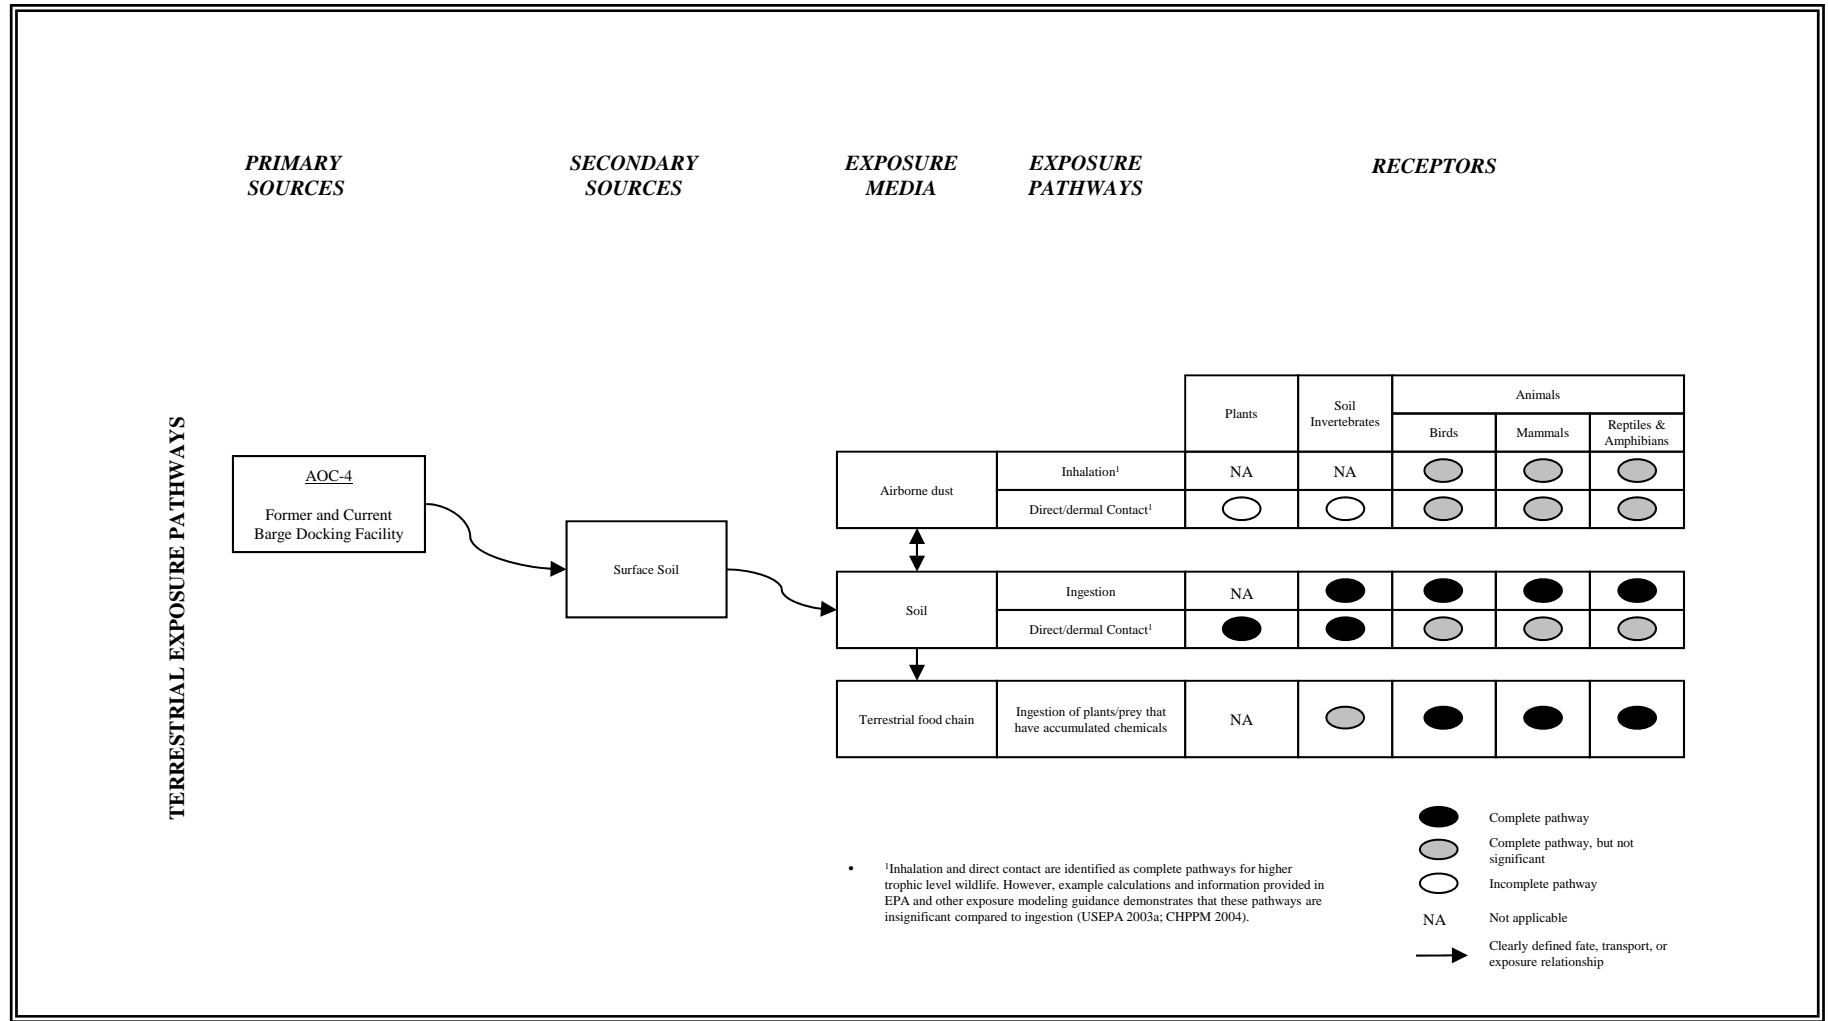 PRIMARY
SOURCES
SECONDARY
SOURCES
EXPOSURE
MEDIA
EXPOSURE
PATHWAYS
RECEPTORS
TERRESTRIAL EXPOSURE PATHWAYS
AOC-4
Former and Current
Barge Docking Facility
Surface Soil
Plants
Soil
Invertebrates
Animals
Birds
Mammals
Reptiles &
Amphibians
Airborne dust
Inhalation¹
NA
NA
Direct/dermal Contact¹
Soil
Ingestion
NA
Direct/dermal Contact¹
Terrestrial food chain
Ingestion of plants/prey that
have accumulated chemicals
NA
• ¹Inhalation and direct contact are identified as complete pathways for higher
trophic level wildlife. However, example calculations and information provided in
EPA and other exposure modeling guidance demonstrates that these pathways are
insignificant compared to ingestion (USEPA 2003a; CHPPM 2004).
Complete pathway
Complete pathway, but not
significant
Incomplete pathway
NA Not applicable
Clearly defined fate, transport, or
exposure relationship